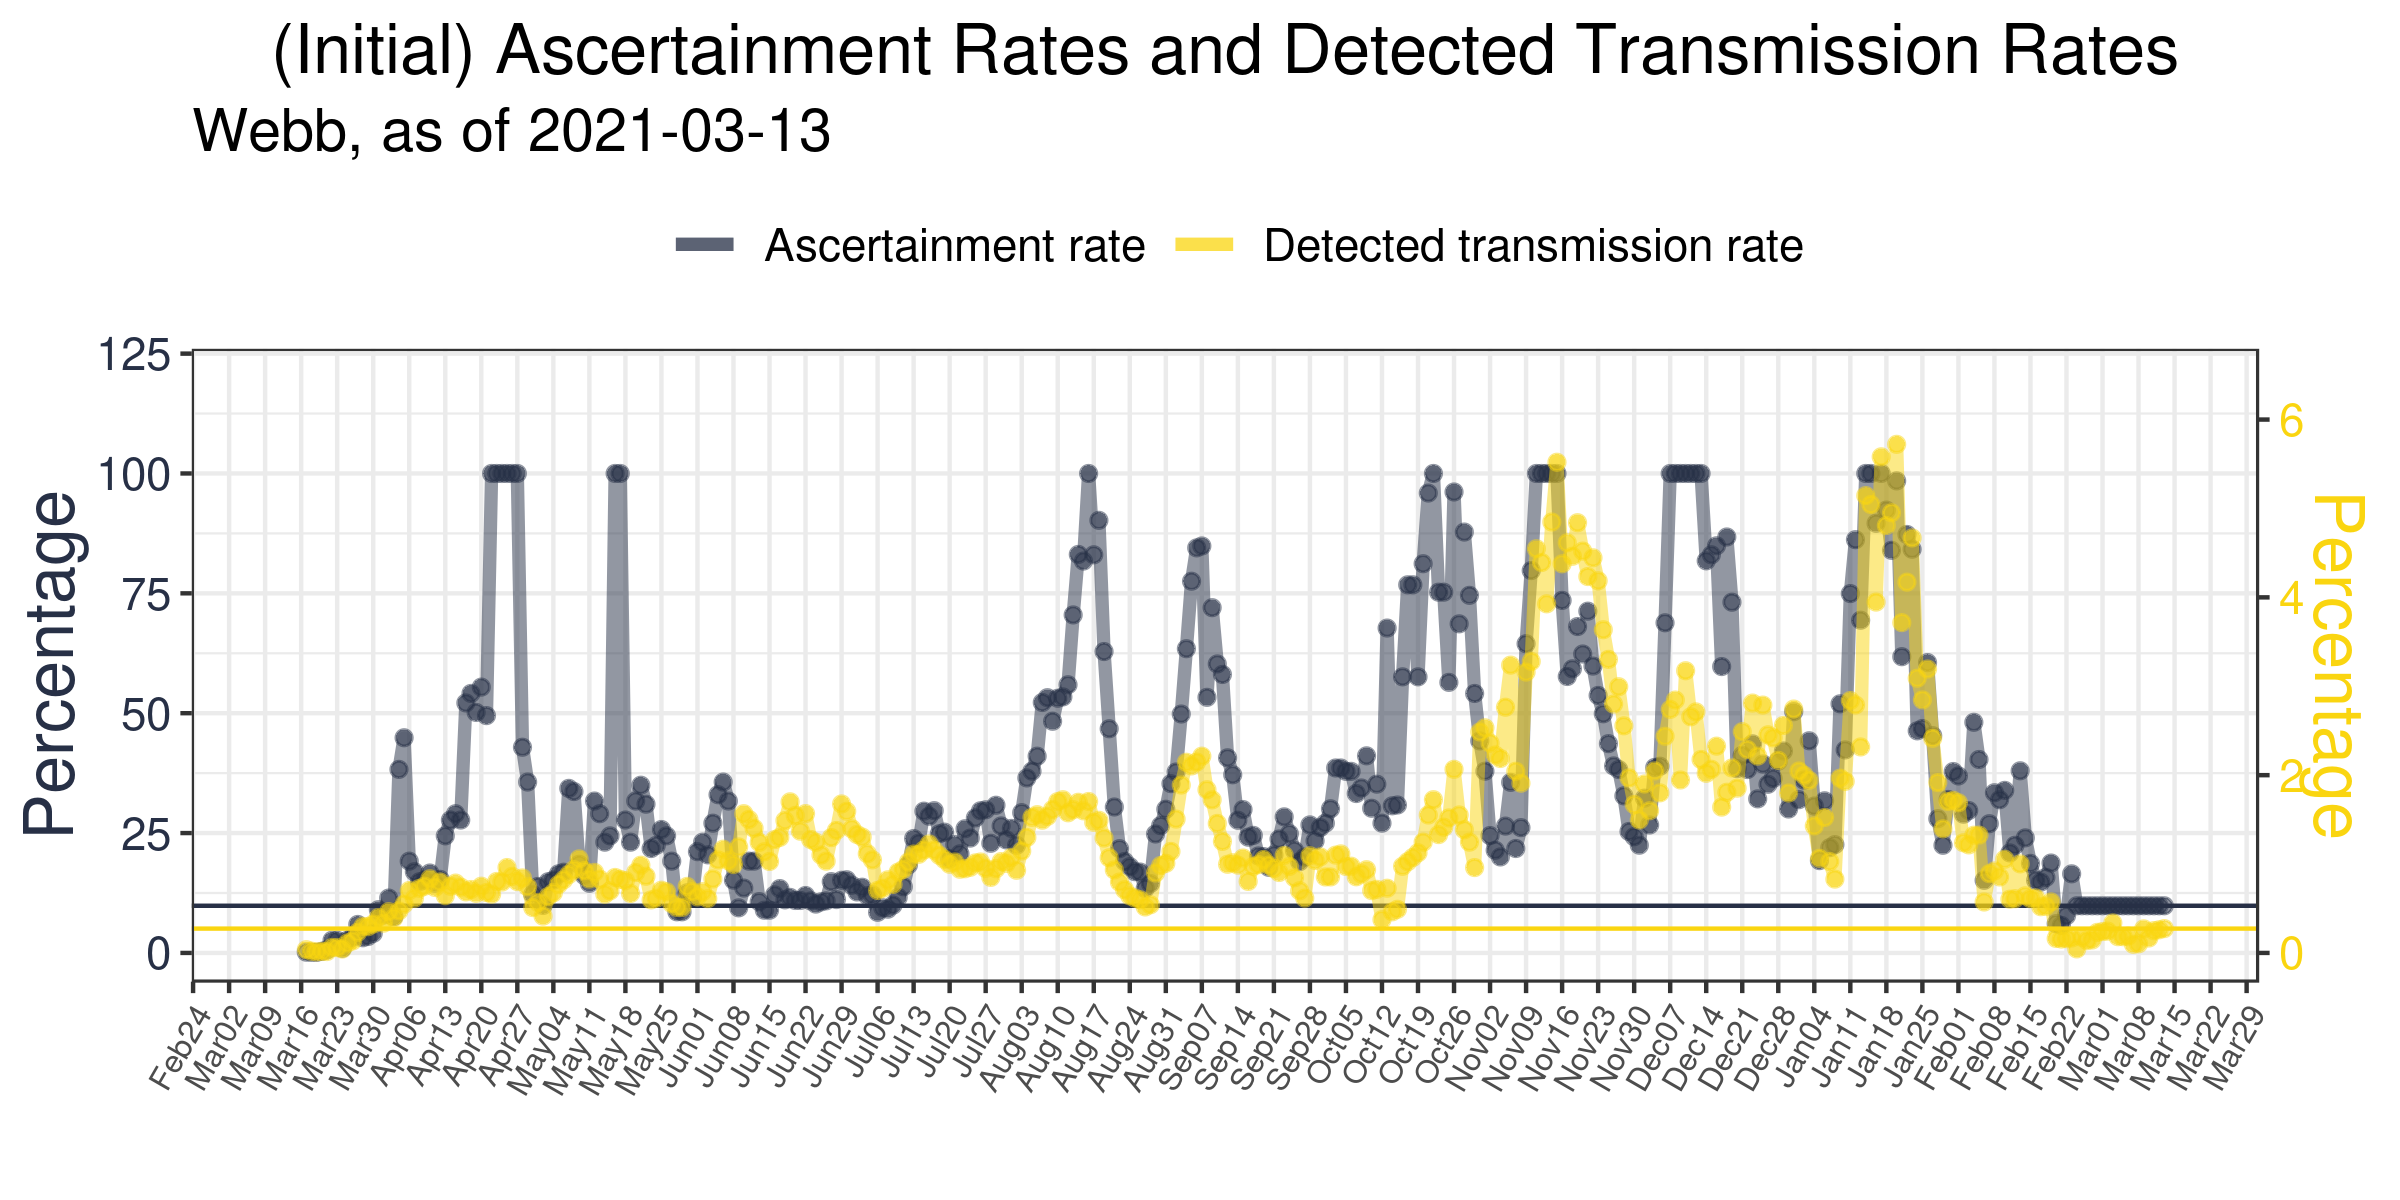 (Initial) Ascertainment Rates and Detected Transmission Rates
Webb, as of 2021-03-13
Ascertainment rate
Detected transmission rate
Percentage
125
100
75
50
25
0
6
4
2
0
Percentage
Feb24
Mar02
Mar09
Mar16
Mar23
Mar30
Apr06
Apr13
Apr20
Apr27
May04
May11
May18
May25
Jun01
Jun08
Jun15
Jun22
Jun29
Jul06
Jul13
Jul20
Jul27
Aug03
Aug10
Aug17
Aug24
Aug31
Sep07
Sep14
Sep21
Sep28
Oct05
Oct12
Oct19
Oct26
Nov02
Nov09
Nov16
Nov23
Nov30
Dec07
Dec14
Dec21
Dec28
Jan04
Jan11
Jan18
Jan25
Feb01
Feb08
Feb15
Feb22
Mar01
Mar08
Mar15
Mar22
Mar29